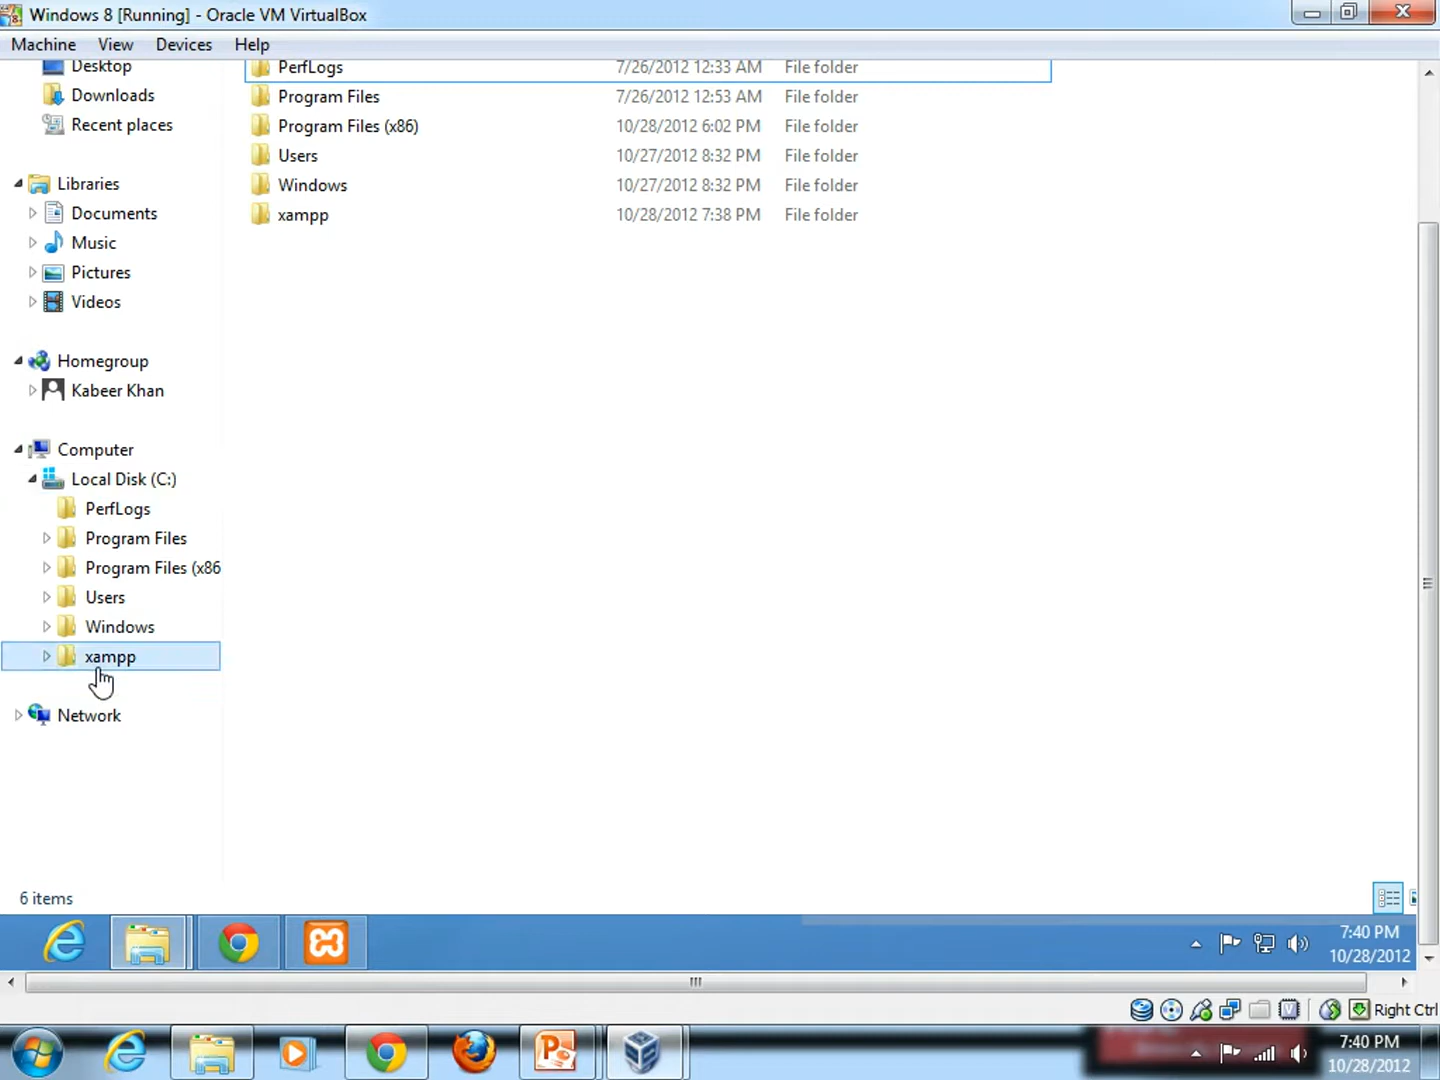 Windows 8 [Running] - Oracle VM VirtualBox
Machine View Devices Help
Desktop
Downloads
Recent places
Libraries
Documents
Music
Pictures
Videos
Homegroup
Kabeer Khan
Computer
Local Disk (C:)
PerfLogs
Program Files
Program Files (x86
Users
Windows
xampp
Network
PerfLogs 7/26/2012 12:33 AM File folder
Program Files 7/26/2012 12:53 AM File folder
Program Files (x86) 10/28/2012 6:02 PM File folder
Users 10/27/2012 8:32 PM File folder
Windows 10/27/2012 8:32 PM File folder
xampp 10/28/2012 7:38 PM File folder
6 items
7:40 PM
10/28/2012
Right Ctrl
7:40 PM
10/28/2012